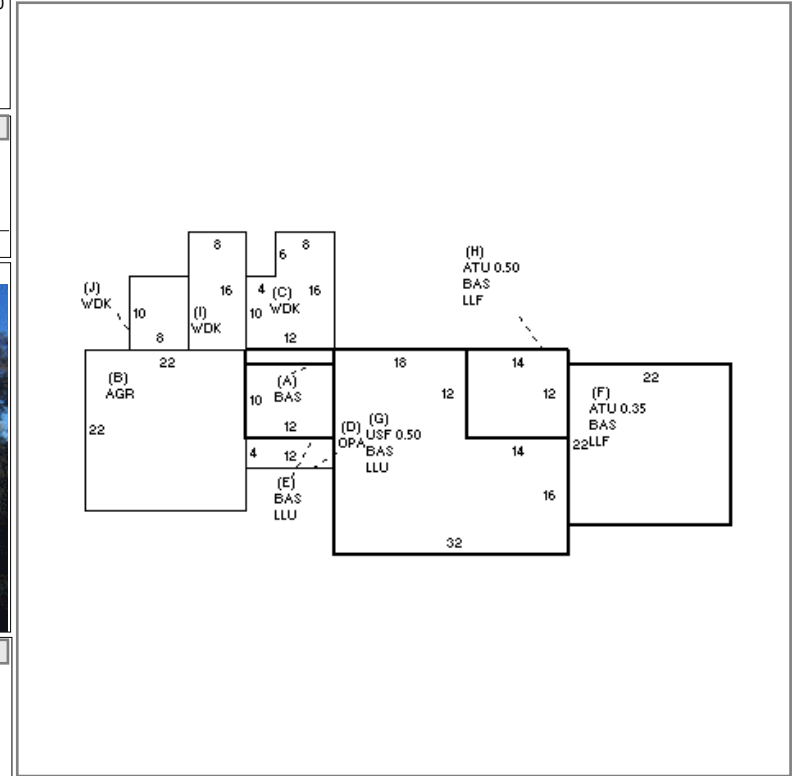 8
6 8
(H)
ATU 0.50
BAS
LLF
(J)
WDK
16
4 (C) 16
WDK
10
(I)
WDK
10
8
12
22
18
14
22
(B)
AGR
(A)
BAS
10
12
12
(F)
ATU 0.35
BAS
LLF
22
12
(D)
OPA
(G)
USF 0.50
BAS
LLU
22
4
12
14
(E)
BAS
LLU
16
32